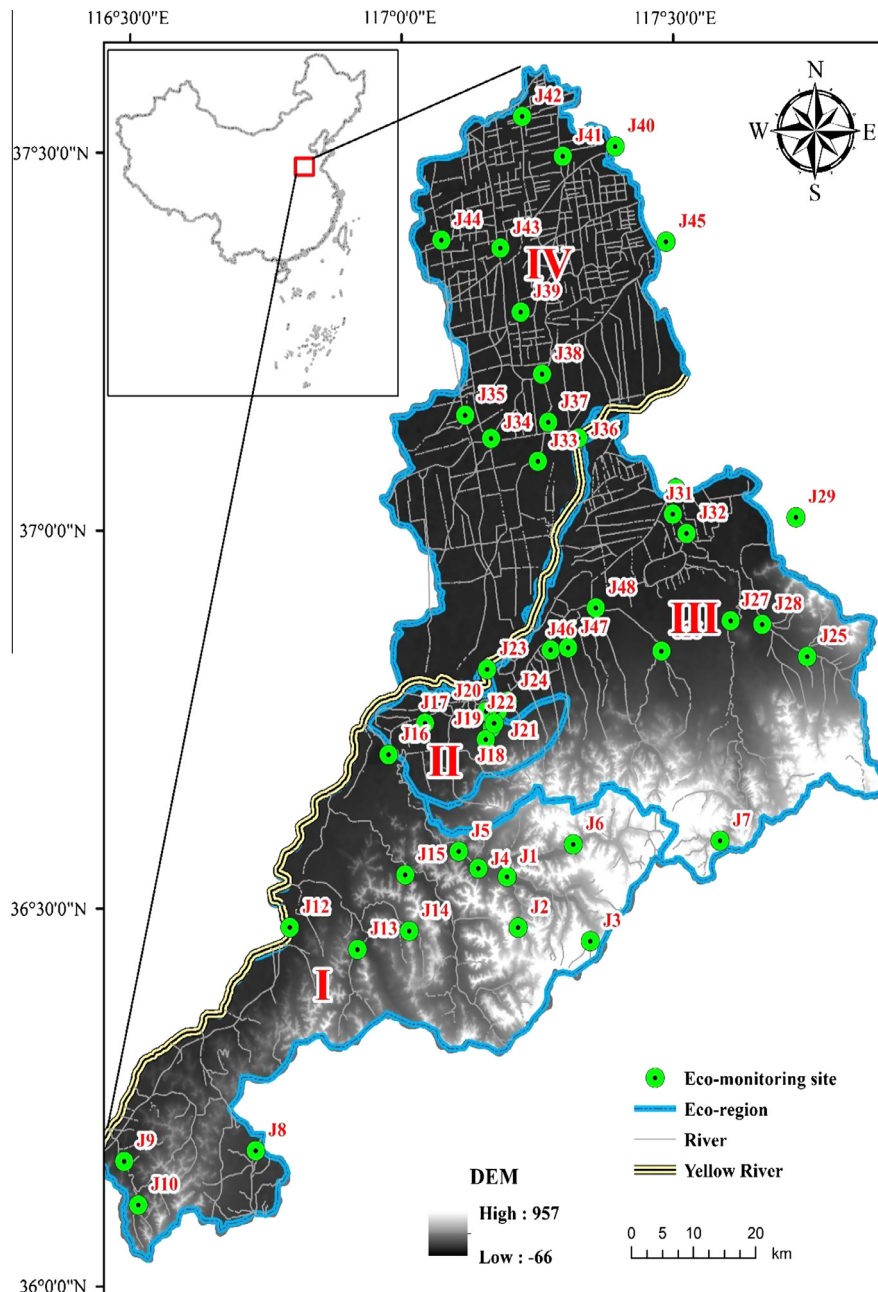 116°30'0"E
117°0'0"E
117°30'0"E
N
W
E
S
37°30'0"N
37°0'0"N
36°30'0"N
36°0'0"N
J42
J41
J40
J44
J43
J45
IV
J39
J38
J35
J37
J34
J33
J36
J31
J32
J29
J48
III
J27
J28
J46
J47
J25
J23
J20
J24
J17
J22
J19
J21
J16
J18
II
J5
J6
J7
J15
J4
J1
J12
J14
J2
J13
J3
I
J8
J9
J10
Eco-monitoring site
Eco-region
River
Yellow River
DEM
High : 957
Low : -66
0 5 10 20
km